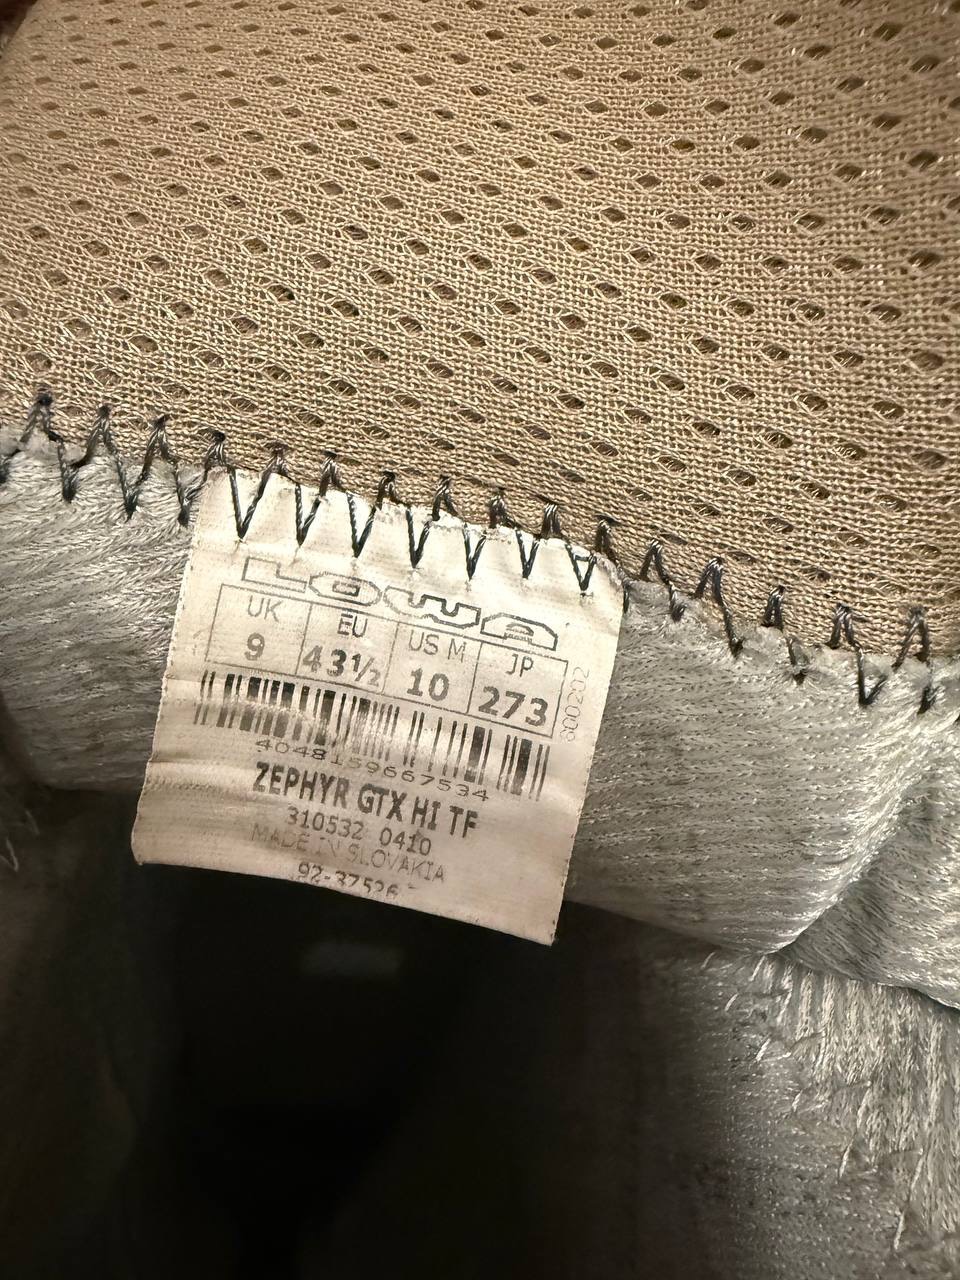 LOWA
UK EU US M JP
9 43½ 10 273
4048159667534
ZEPHYR GTX HI TF
310532 0410
MADE IN SLOVAKIA
92-37526